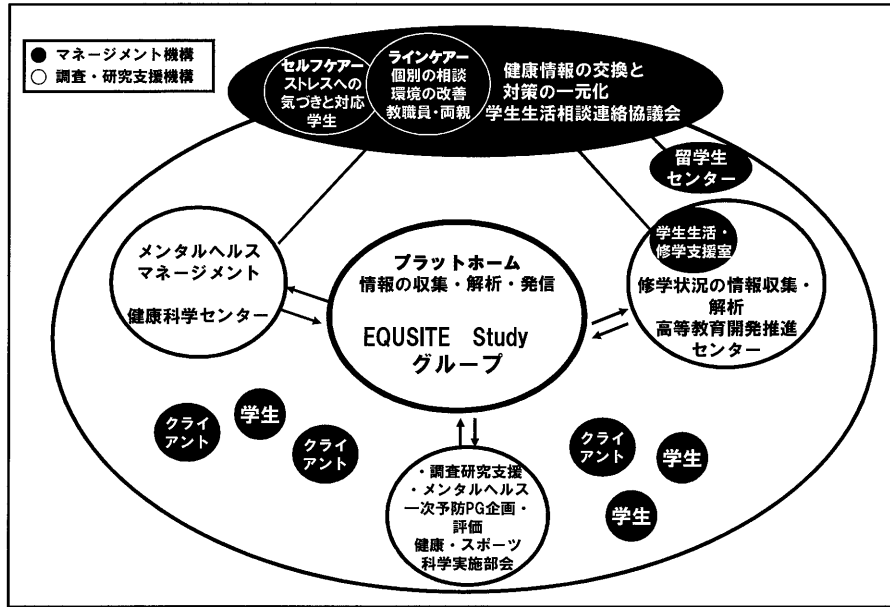 マネージメント機構
調査・研究支援機構
セルフケアー
ストレスへの
気づきと対応
学生
ラインケアー
個別の相談
環境の改善
教職員・両親
健康情報の交換と
対策の一元化
学生生活相談連絡協議会
留学生
センター
メンタルヘルス
マネージメント
健康科学センター
プラットホーム
情報の収集・解析・発信
EQUSITE Study
グループ
学生生活・
修学支援室
修学状況の情報収集・
解析
高等教育開発推進
センター
クライ
アント
学生
クライ
アント
・調査研究支援
・メンタルヘルス
一次予防PG企画・
評価
健康・スポーツ
科学実施部会
クライ
アント
学生
学生